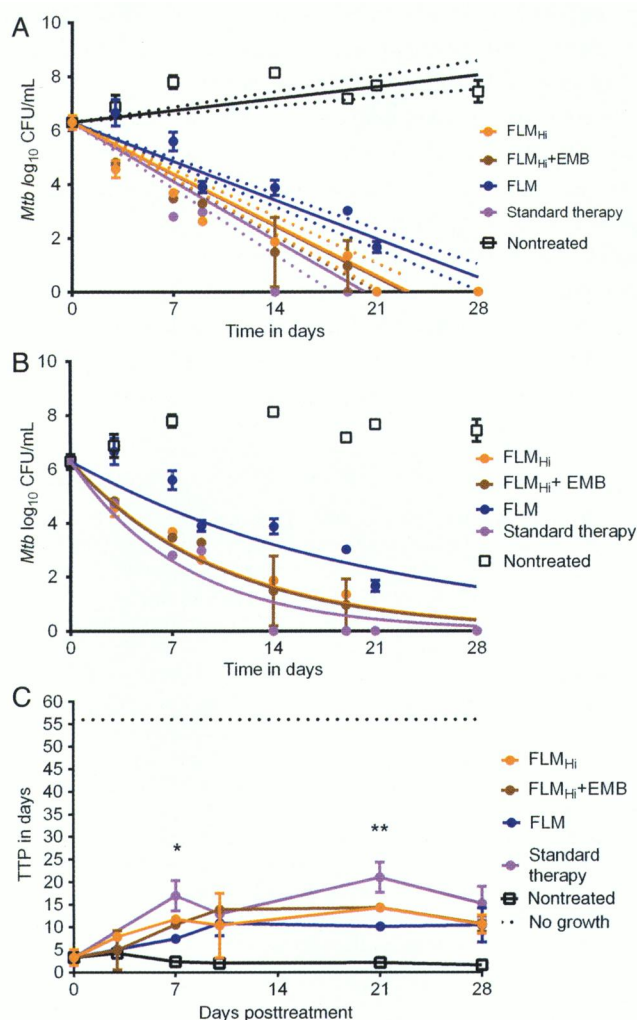 A
Mtb log10 CFU/mL
10
8
6
4
2
0
0 7 14 21 28
Time in days
FLMHi
FLMHi+EMB
FLM
Standard therapy
Nontreated
B
Mtb log10 CFU/mL
10
8
6
4
2
0
0 7 14 21 28
Time in days
FLMHi
FLMHi+ EMB
FLM
Standard therapy
Nontreated
C
TTP in days
60
55
50
45
40
35
30
25
20
15
10
5
0
* **
0 7 14 21 28
Days posttreatment
FLMHi
FLMHi+EMB
FLM
Standard
therapy
Nontreated
No growth